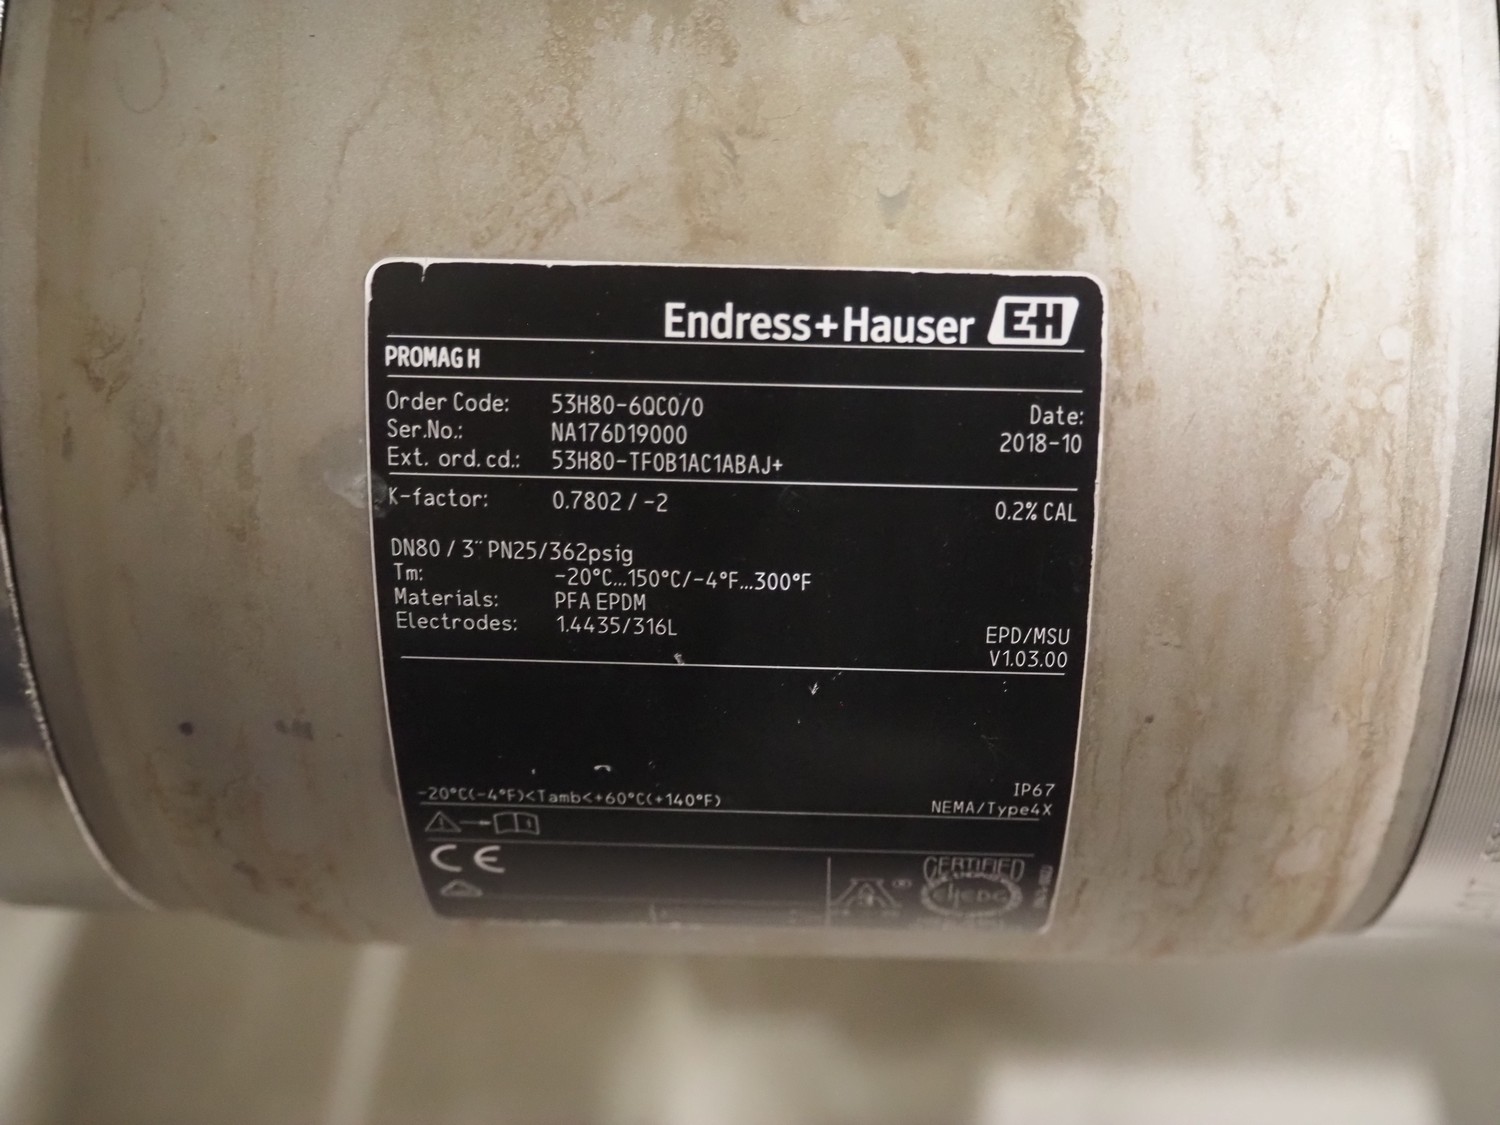 Endress+Hauser EH
PROMAG H
Order Code: 53H80-6QC0/0
Date:
Ser.No.: NA176D19000
2018-10
Ext. ord. cd.: 53H80-TF0B1AC1ABAJ+
K-factor: 0.7802 / -2
0.2% CAL
DN80 / 3" PN25/362psig
Tm: -20°C...150°C/-4°F...300°F
Materials: PFA EPDM
Electrodes: 1.4435/316L
EPD/MSU
V1.03.00
-20°C(-4°F)<Tamb<+60°C(+140°F)
IP67
NEMA/Type4X
CE
CERTIFIED
EHEDG